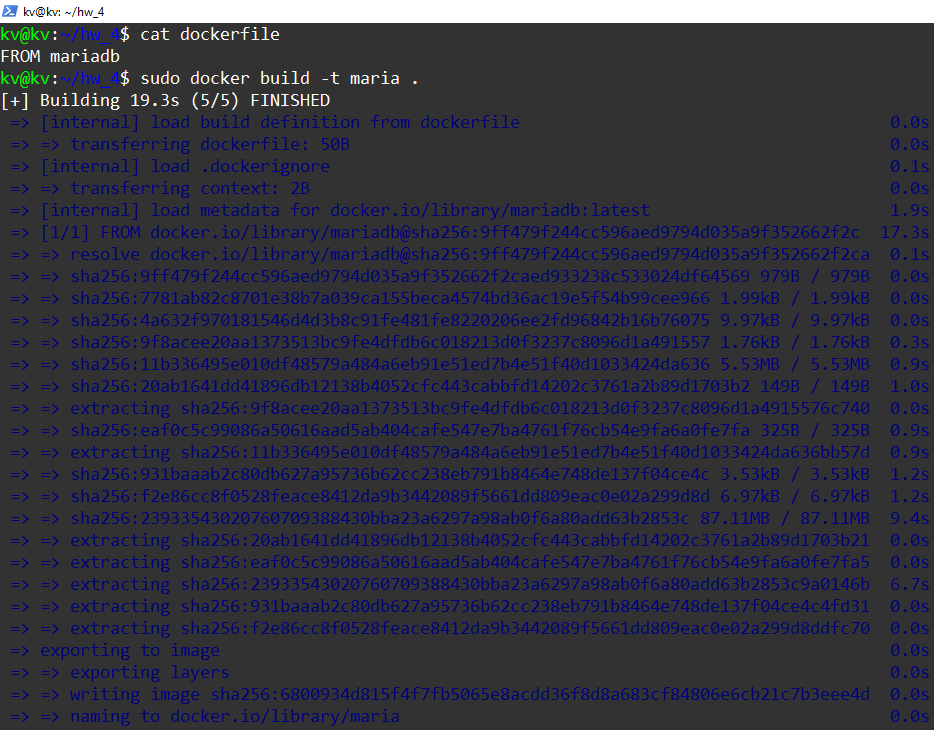 kv@kv: ~/hw_4
kv@kv:~/hw_4$ cat dockerfile
FROM mariadb
kv@kv:~/hw_4$ sudo docker build -t maria .
[+] Building 19.3s (5/5) FINISHED
=> [internal] load build definition from dockerfile 0.0s
=> => transferring dockerfile: 50B 0.0s
=> [internal] load .dockerignore 0.1s
=> => transferring context: 2B 0.0s
=> [internal] load metadata for docker.io/library/mariadb:latest 1.9s
=> [1/1] FROM docker.io/library/mariadb@sha256:9ff479f244cc596aed9794d035a9f352662f2c 17.3s
=> => resolve docker.io/library/mariadb@sha256:9ff479f244cc596aed9794d035a9f352662f2ca 0.1s
=> => sha256:9ff479f244cc596aed9794d035a9f352662f2caed933238c533024df64569 979B / 979B 0.0s
=> => sha256:7781ab82c8701e38b7a039ca155beca4574bd36ac19e5f54b99cee966 1.99kB / 1.99kB 0.0s
=> => sha256:4a632f970181546d4d3b8c91fe481fe8220206ee2fd96842b16b76075 9.97kB / 9.97kB 0.0s
=> => sha256:9f8acee20aa1373513bc9fe4dfdb6c018213d0f3237c8096d1a491557 1.76kB / 1.76kB 0.3s
=> => sha256:11b336495e010df48579a484a6eb91e51ed7b4e51f40d1033424da636 5.53MB / 5.53MB 0.9s
=> => sha256:20ab1641dd41896db12138b4052cfc443cabbfd14202c3761a2b89d1703b2 149B / 149B 1.0s
=> => extracting sha256:9f8acee20aa1373513bc9fe4dfdb6c018213d0f3237c8096d1a4915576c740 0.0s
=> => sha256:eaf0c5c99086a50616aad5ab404cafe547e7ba4761f76cb54e9fa6a0fe7fa 325B / 325B 0.9s
=> => extracting sha256:11b336495e010df48579a484a6eb91e51ed7b4e51f40d1033424da636bb57d 0.9s
=> => sha256:931baaab2c80db627a95736b62cc238eb791b8464e748de137f04ce4c 3.53kB / 3.53kB 1.2s
=> => sha256:f2e86cc8f0528feace8412da9b3442089f5661dd809eac0e02a299d8d 6.97kB / 6.97kB 1.2s
=> => sha256:23933543020760709388430bba23a6297a98ab0f6a80add63b2853c 87.11MB / 87.11MB 9.4s
=> => extracting sha256:20ab1641dd41896db12138b4052cfc443cabbfd14202c3761a2b89d1703b21 0.0s
=> => extracting sha256:eaf0c5c99086a50616aad5ab404cafe547e7ba4761f76cb54e9fa6a0fe7fa5 0.0s
=> => extracting sha256:23933543020760709388430bba23a6297a98ab0f6a80add63b2853c9a0146b 6.7s
=> => extracting sha256:931baaab2c80db627a95736b62cc238eb791b8464e748de137f04ce4c4fd31 0.0s
=> => extracting sha256:f2e86cc8f0528feace8412da9b3442089f5661dd809eac0e02a299d8ddfc70 0.0s
=> exporting to image 0.0s
=> => exporting layers 0.0s
=> => writing image sha256:6800934d815f4f7fb5065e8acdd36f8d8a683cf84806e6cb21c7b3eee4d 0.0s
=> => naming to docker.io/library/maria 0.0s